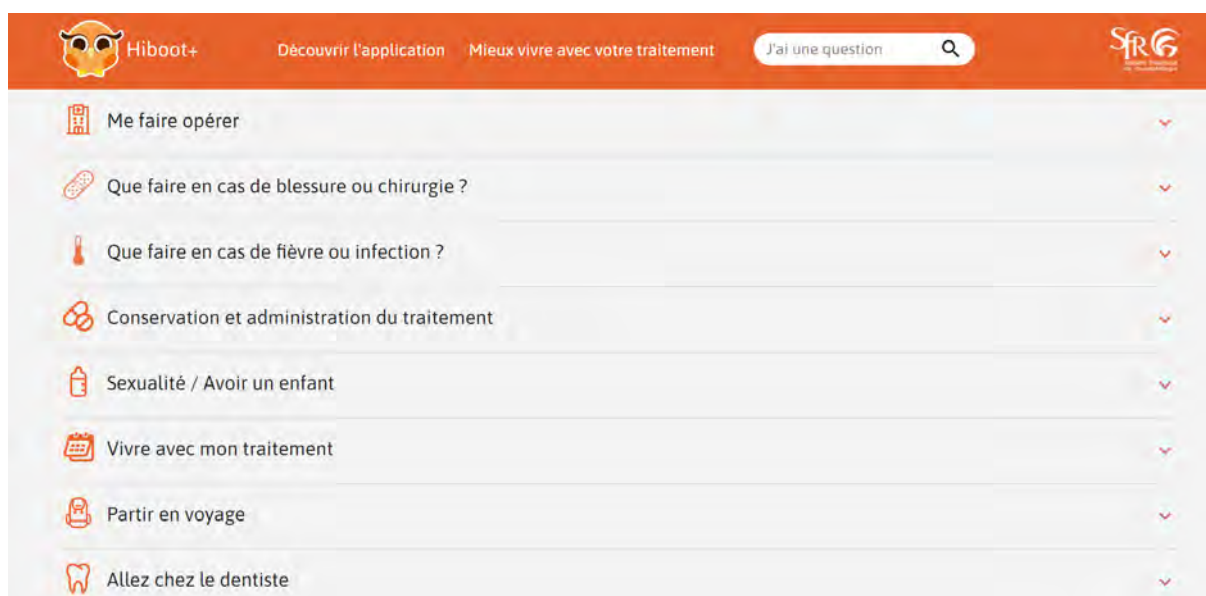 Hiboot+
Découvrir l'application
Mieux vivre avec votre traitement
J'ai une question
SfR
Me faire opérer
Que faire en cas de blessure ou chirurgie ?
Que faire en cas de fièvre ou infection ?
Conservation et administration du traitement
Sexualité / Avoir un enfant
Vivre avec mon traitement
Partir en voyage
Allez chez le dentiste